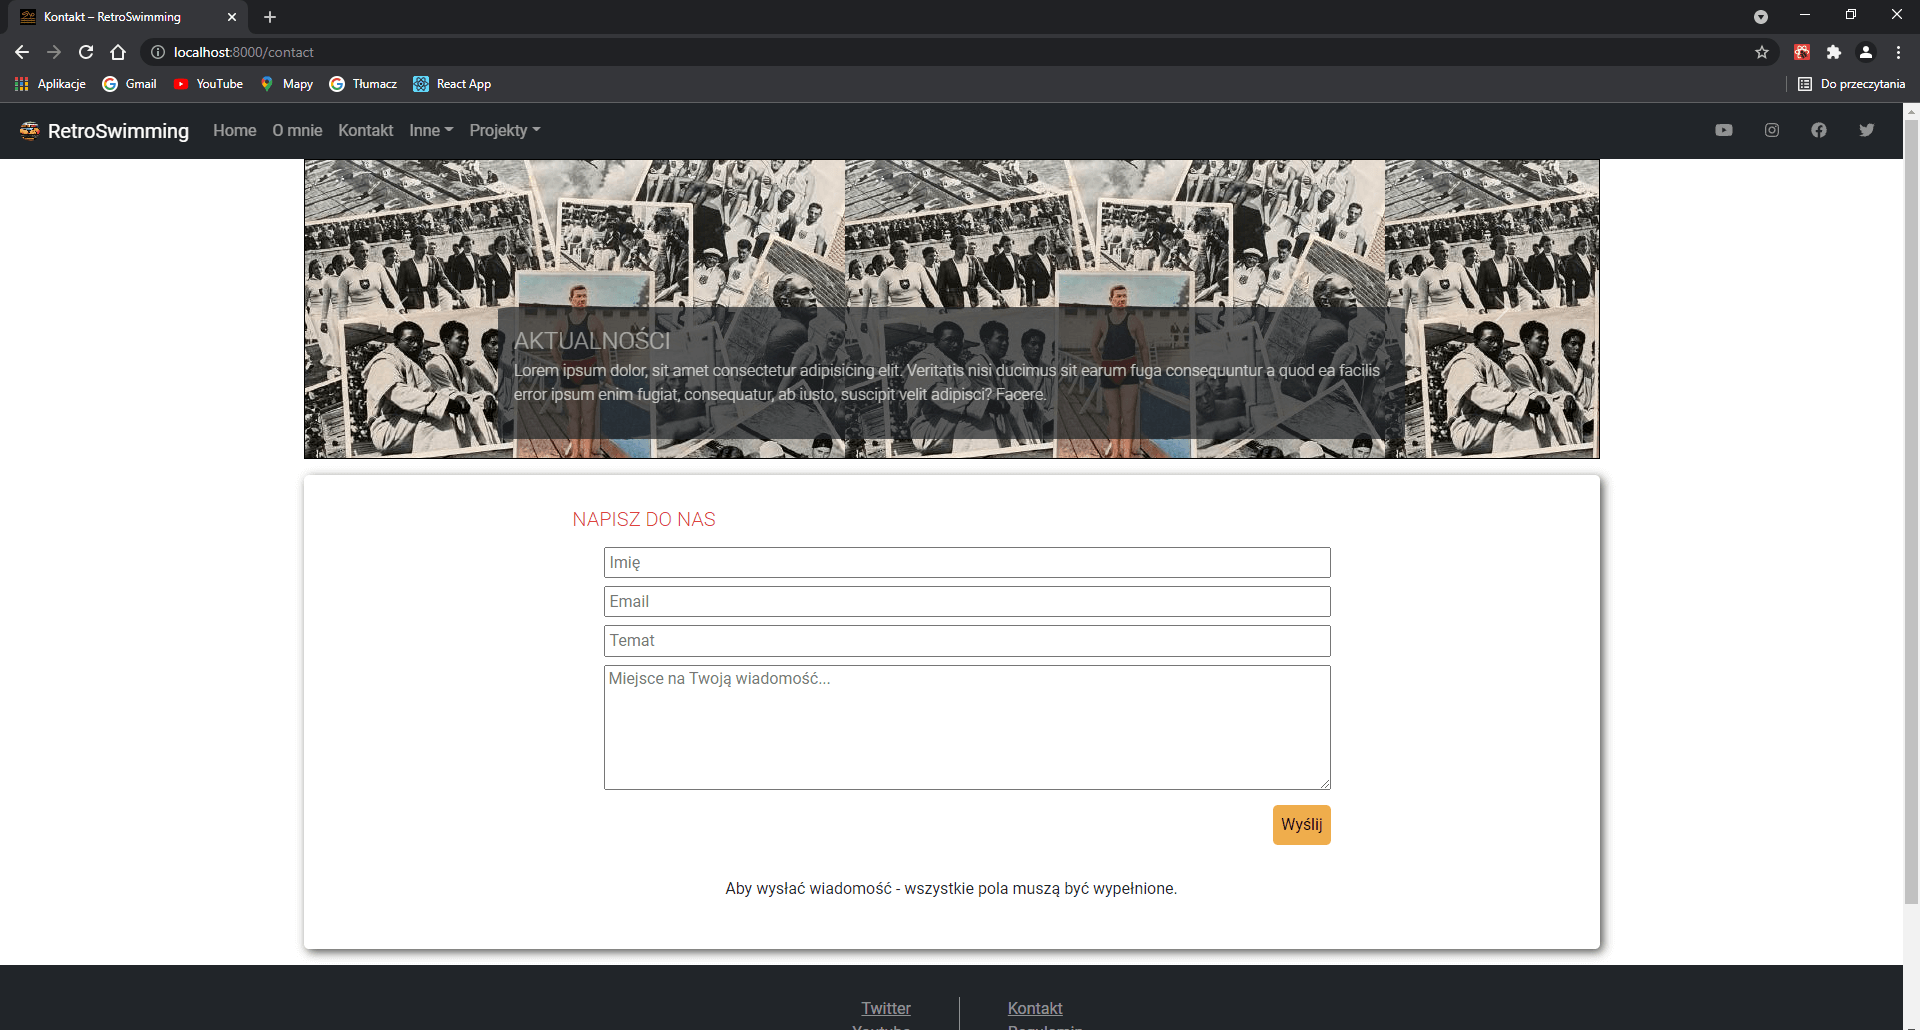 Kontakt – RetroSwimming
localhost:8000/contact
Aplikacje Gmail YouTube Mapy Tłumacz React App Do przeczytania
RetroSwimming Home O mnie Kontakt Inne Projekty
AKTUALNOŚCI
Lorem ipsum dolor, sit amet consectetur adipisicing elit. Veritatis nisi ducimus sit earum fuga consequuntur a quod ea facilis
error ipsum enim fugiat, consequatur, ab iusto, suscipit velit adipisci? Facere.
NAPISZ DO NAS
Imię
Email
Temat
Miejsce na Twoją wiadomość...
Wyślij
Aby wysłać wiadomość - wszystkie pola muszą być wypełnione.
Twitter Kontakt
Youtube Regulamin